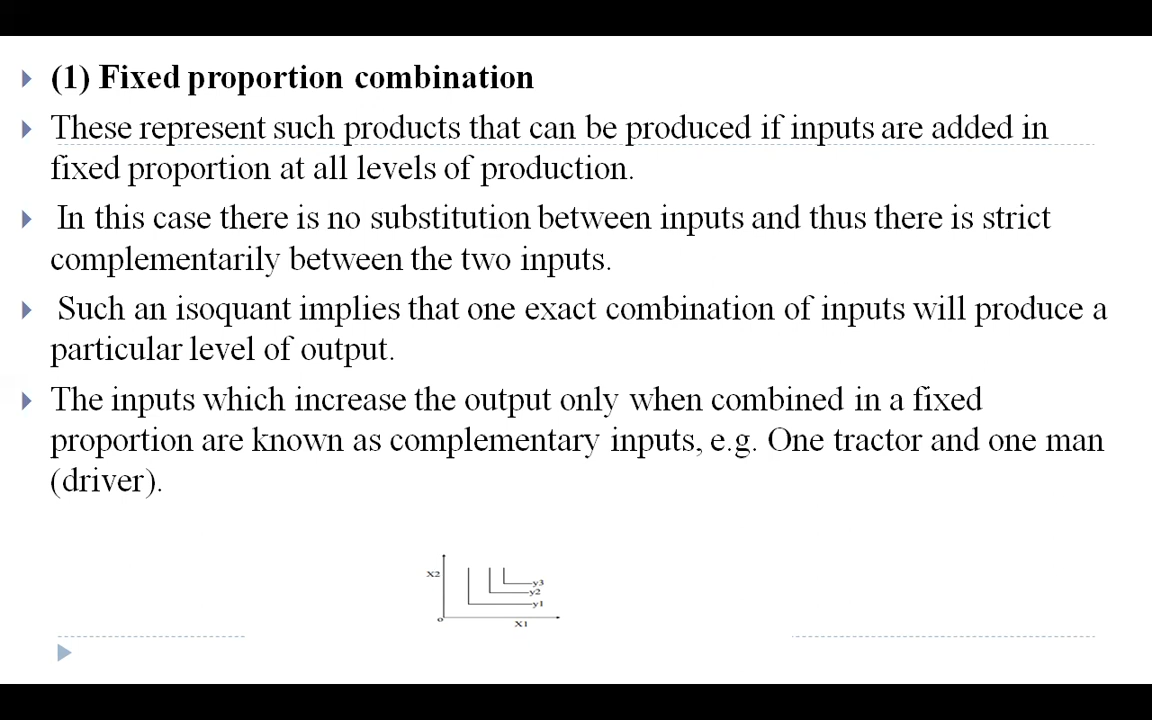 (1) Fixed proportion combination
These represent such products that can be produced if inputs are added in
fixed proportion at all levels of production.
In this case there is no substitution between inputs and thus there is strict
complementarily between the two inputs.
Such an isoquant implies that one exact combination of inputs will produce a
particular level of output.
The inputs which increase the output only when combined in a fixed
proportion are known as complementary inputs, e.g. One tractor and one man
(driver).
X2
y3
y2
y1
o
X1